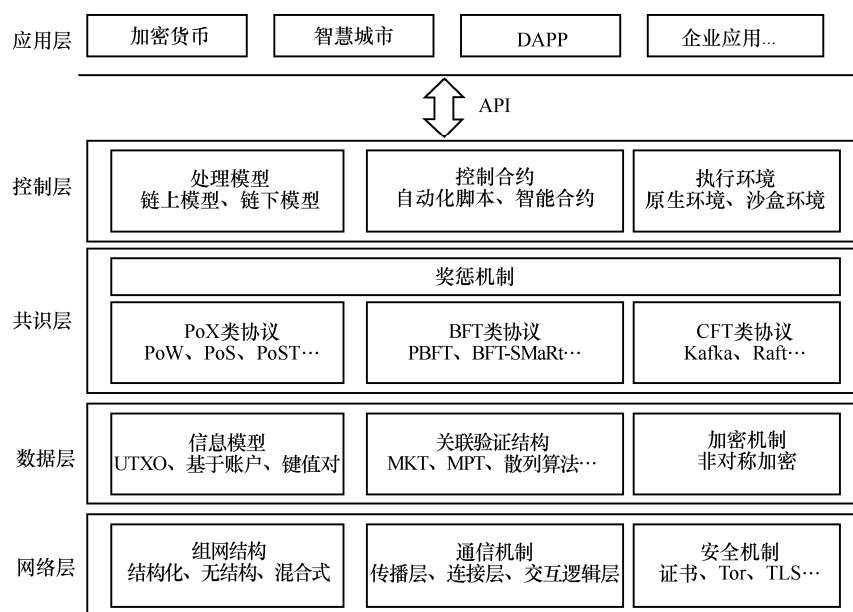 应用层
加密货币
智慧城市
DAPP
企业应用...
API
控制层
处理模型
链上模型、链下模型
控制合约
自动化脚本、智能合约
执行环境
原生环境、沙盒环境
共识层
奖惩机制
PoX类协议
PoW、PoS、PoST…
BFT类协议
PBFT、BFT-SMaRt…
CFT类协议
Kafka、Raft…
数据层
信息模型
UTXO、基于账户、键值对
关联验证结构
MKT、MPT、散列算法…
加密机制
非对称加密
网络层
组网结构
结构化、无结构、混合式
通信机制
传播层、连接层、交互逻辑层
安全机制
证书、Tor、TLS…